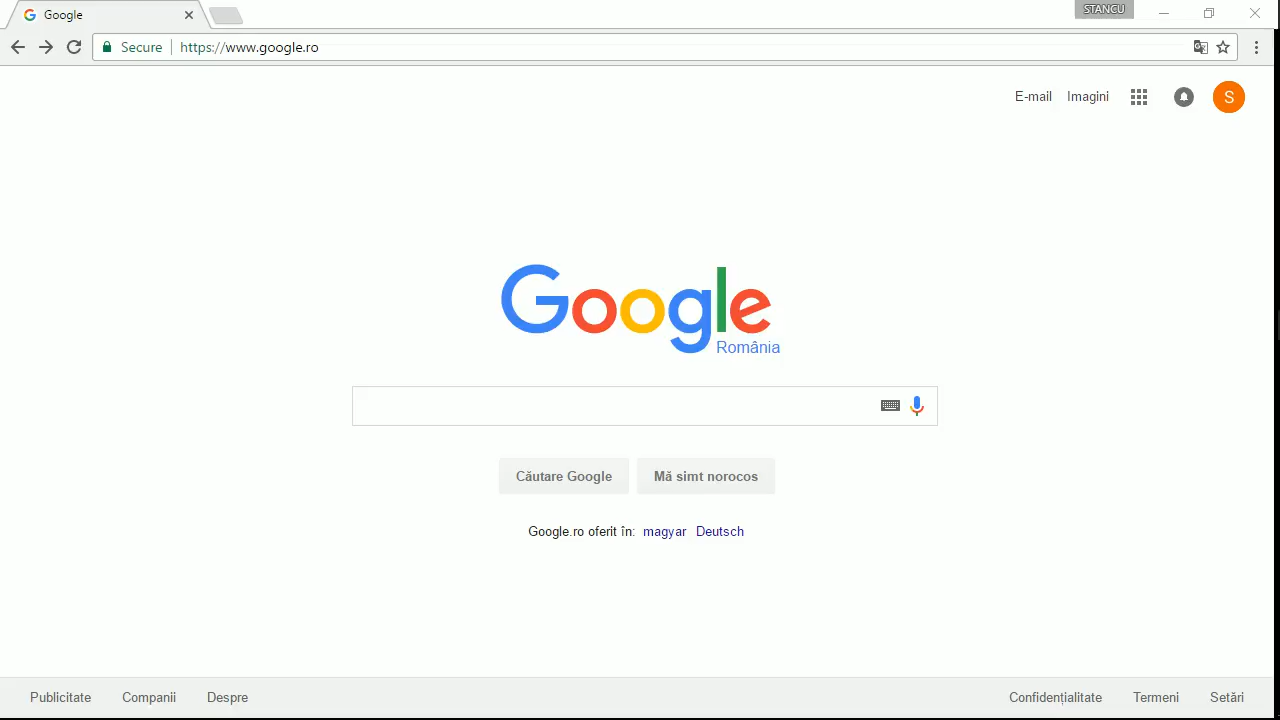 Google
STANCU
Secure
https://www.google.ro
E-mail Imagini
S
Google
România
Căutare Google
Mă simt norocos
Google.ro oferit în: magyar Deutsch
Publicitate Companii Despre
Confidențialitate Termeni Setări